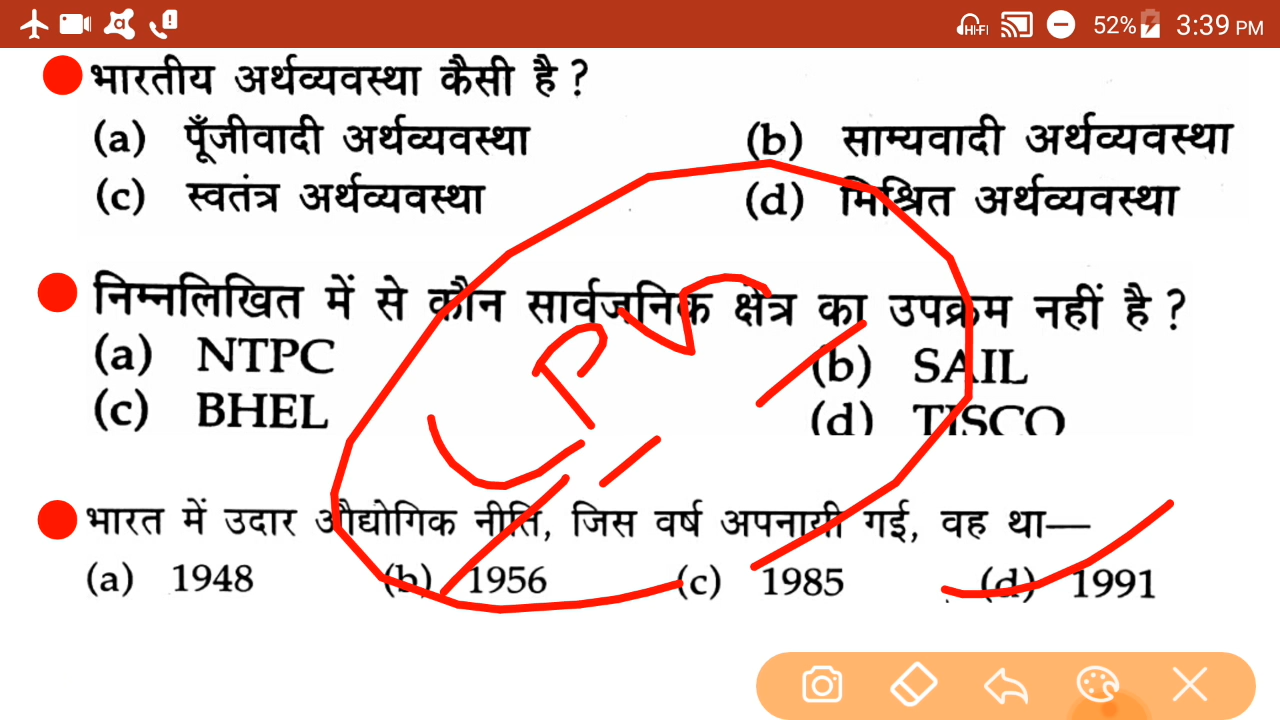 52% 3:39 PM
भारतीय अर्थव्यवस्था कैसी है ?
(a) पूँजीवादी अर्थव्यवस्था (b) साम्यवादी अर्थव्यवस्था
(c) स्वतंत्र अर्थव्यवस्था (d) मिश्रित अर्थव्यवस्था
निम्नलिखित में से कौन सार्वजनिक क्षेत्र का उपक्रम नहीं है ?
(a) NTPC (b) SAIL
(c) BHEL (d) TISCO
भारत में उदार औद्योगिक नीति, जिस वर्ष अपनायी गई, वह था—
(a) 1948 (b) 1956 (c) 1985 (d) 1991